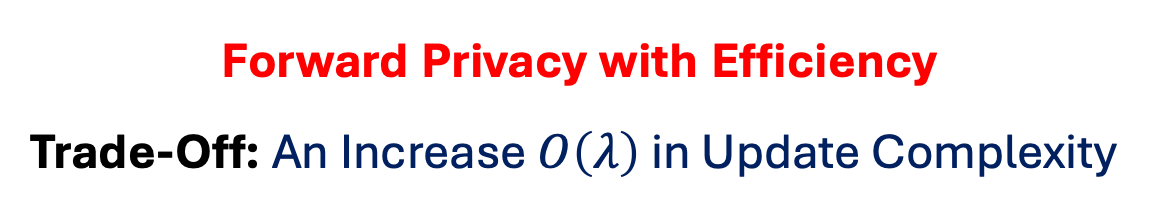 Forward Privacy with Efficiency
Trade-Off: An Increase O(λ) in Update Complexity